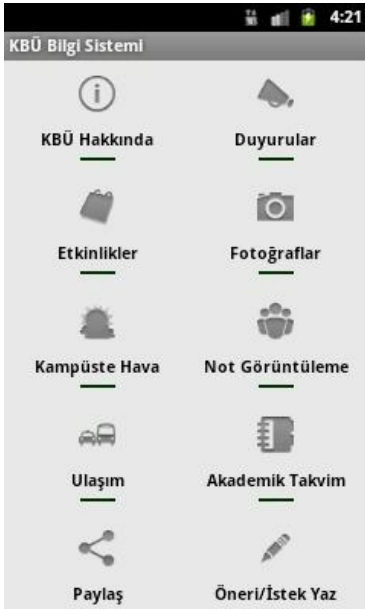 4:21
KBÜ Bilgi Sistemi
KBÜ Hakkında Duyurular
Etkinlikler Fotoğraflar
Kampüste Hava Not Görüntüleme
Ulaşım Akademik Takvim
Paylaş Öneri/İstek Yaz